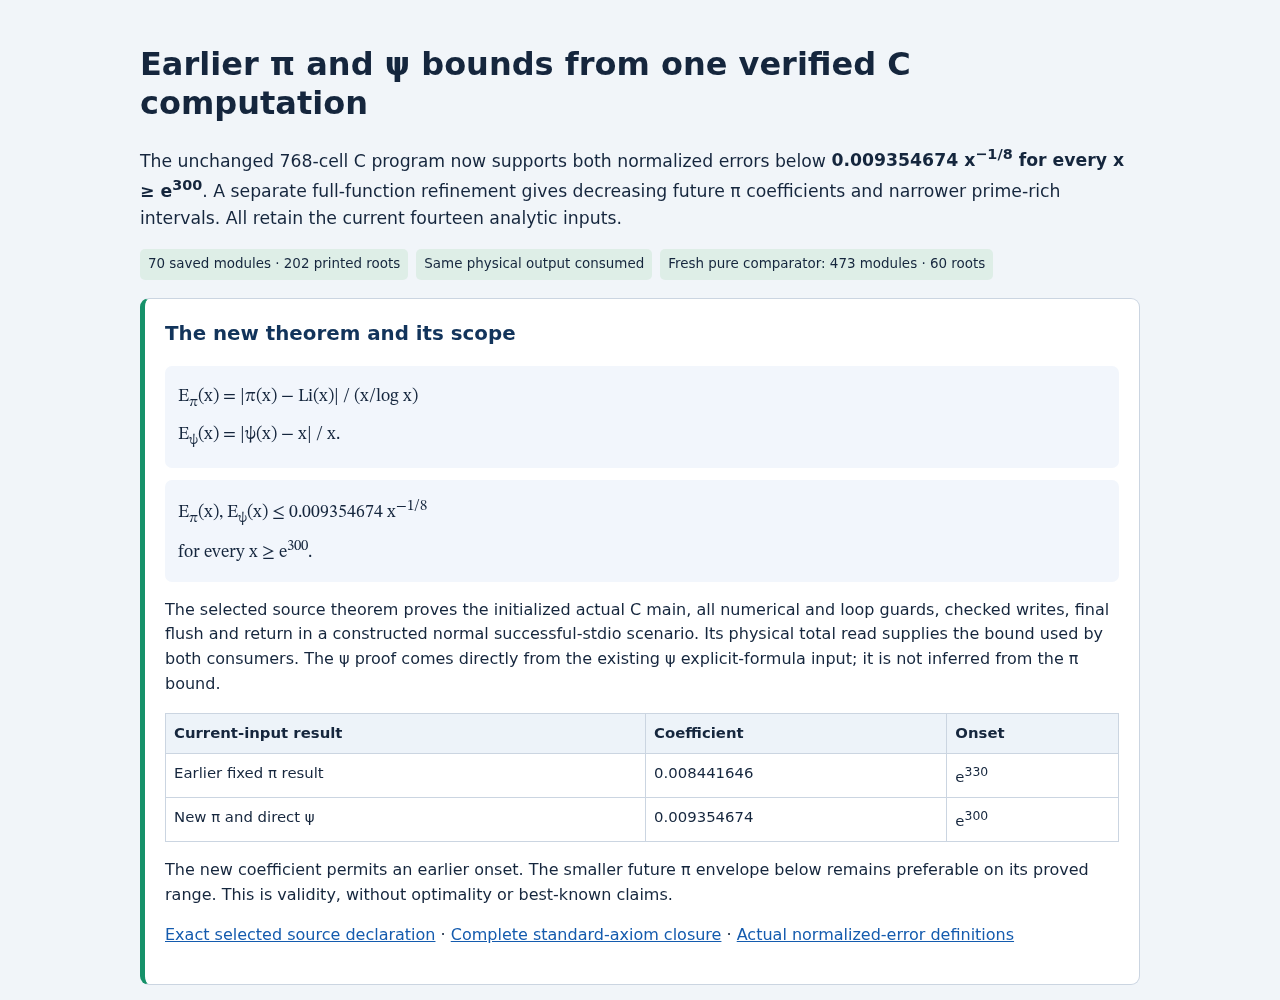 Earlier π and ψ bounds from one verified C
computation
The unchanged 768-cell C program now supports both normalized errors below 0.009354674 x⁻¹/⁸ for every x
≥ e³⁰⁰. A separate full-function refinement gives decreasing future π coefficients and narrower prime-rich
intervals. All retain the current fourteen analytic inputs.
70 saved modules · 202 printed roots Same physical output consumed Fresh pure comparator: 473 modules · 60 roots
The new theorem and its scope
Eπ(x) = |π(x) − Li(x)| / (x/log x)
Eψ(x) = |ψ(x) − x| / x.
Eπ(x), Eψ(x) ≤ 0.009354674 x⁻¹/⁸
for every x ≥ e³⁰⁰.
The selected source theorem proves the initialized actual C main, all numerical and loop guards, checked writes, final
flush and return in a constructed normal successful-stdio scenario. Its physical total read supplies the bound used by
both consumers. The ψ proof comes directly from the existing ψ explicit-formula input; it is not inferred from the π
bound.
Current-input result Coefficient Onset
Earlier fixed π result 0.008441646 e³³⁰
New π and direct ψ 0.009354674 e³⁰⁰
The new coefficient permits an earlier onset. The smaller future π envelope below remains preferable on its proved
range. This is validity, without optimality or best-known claims.
Exact selected source declaration · Complete standard-axiom closure · Actual normalized-error definitions